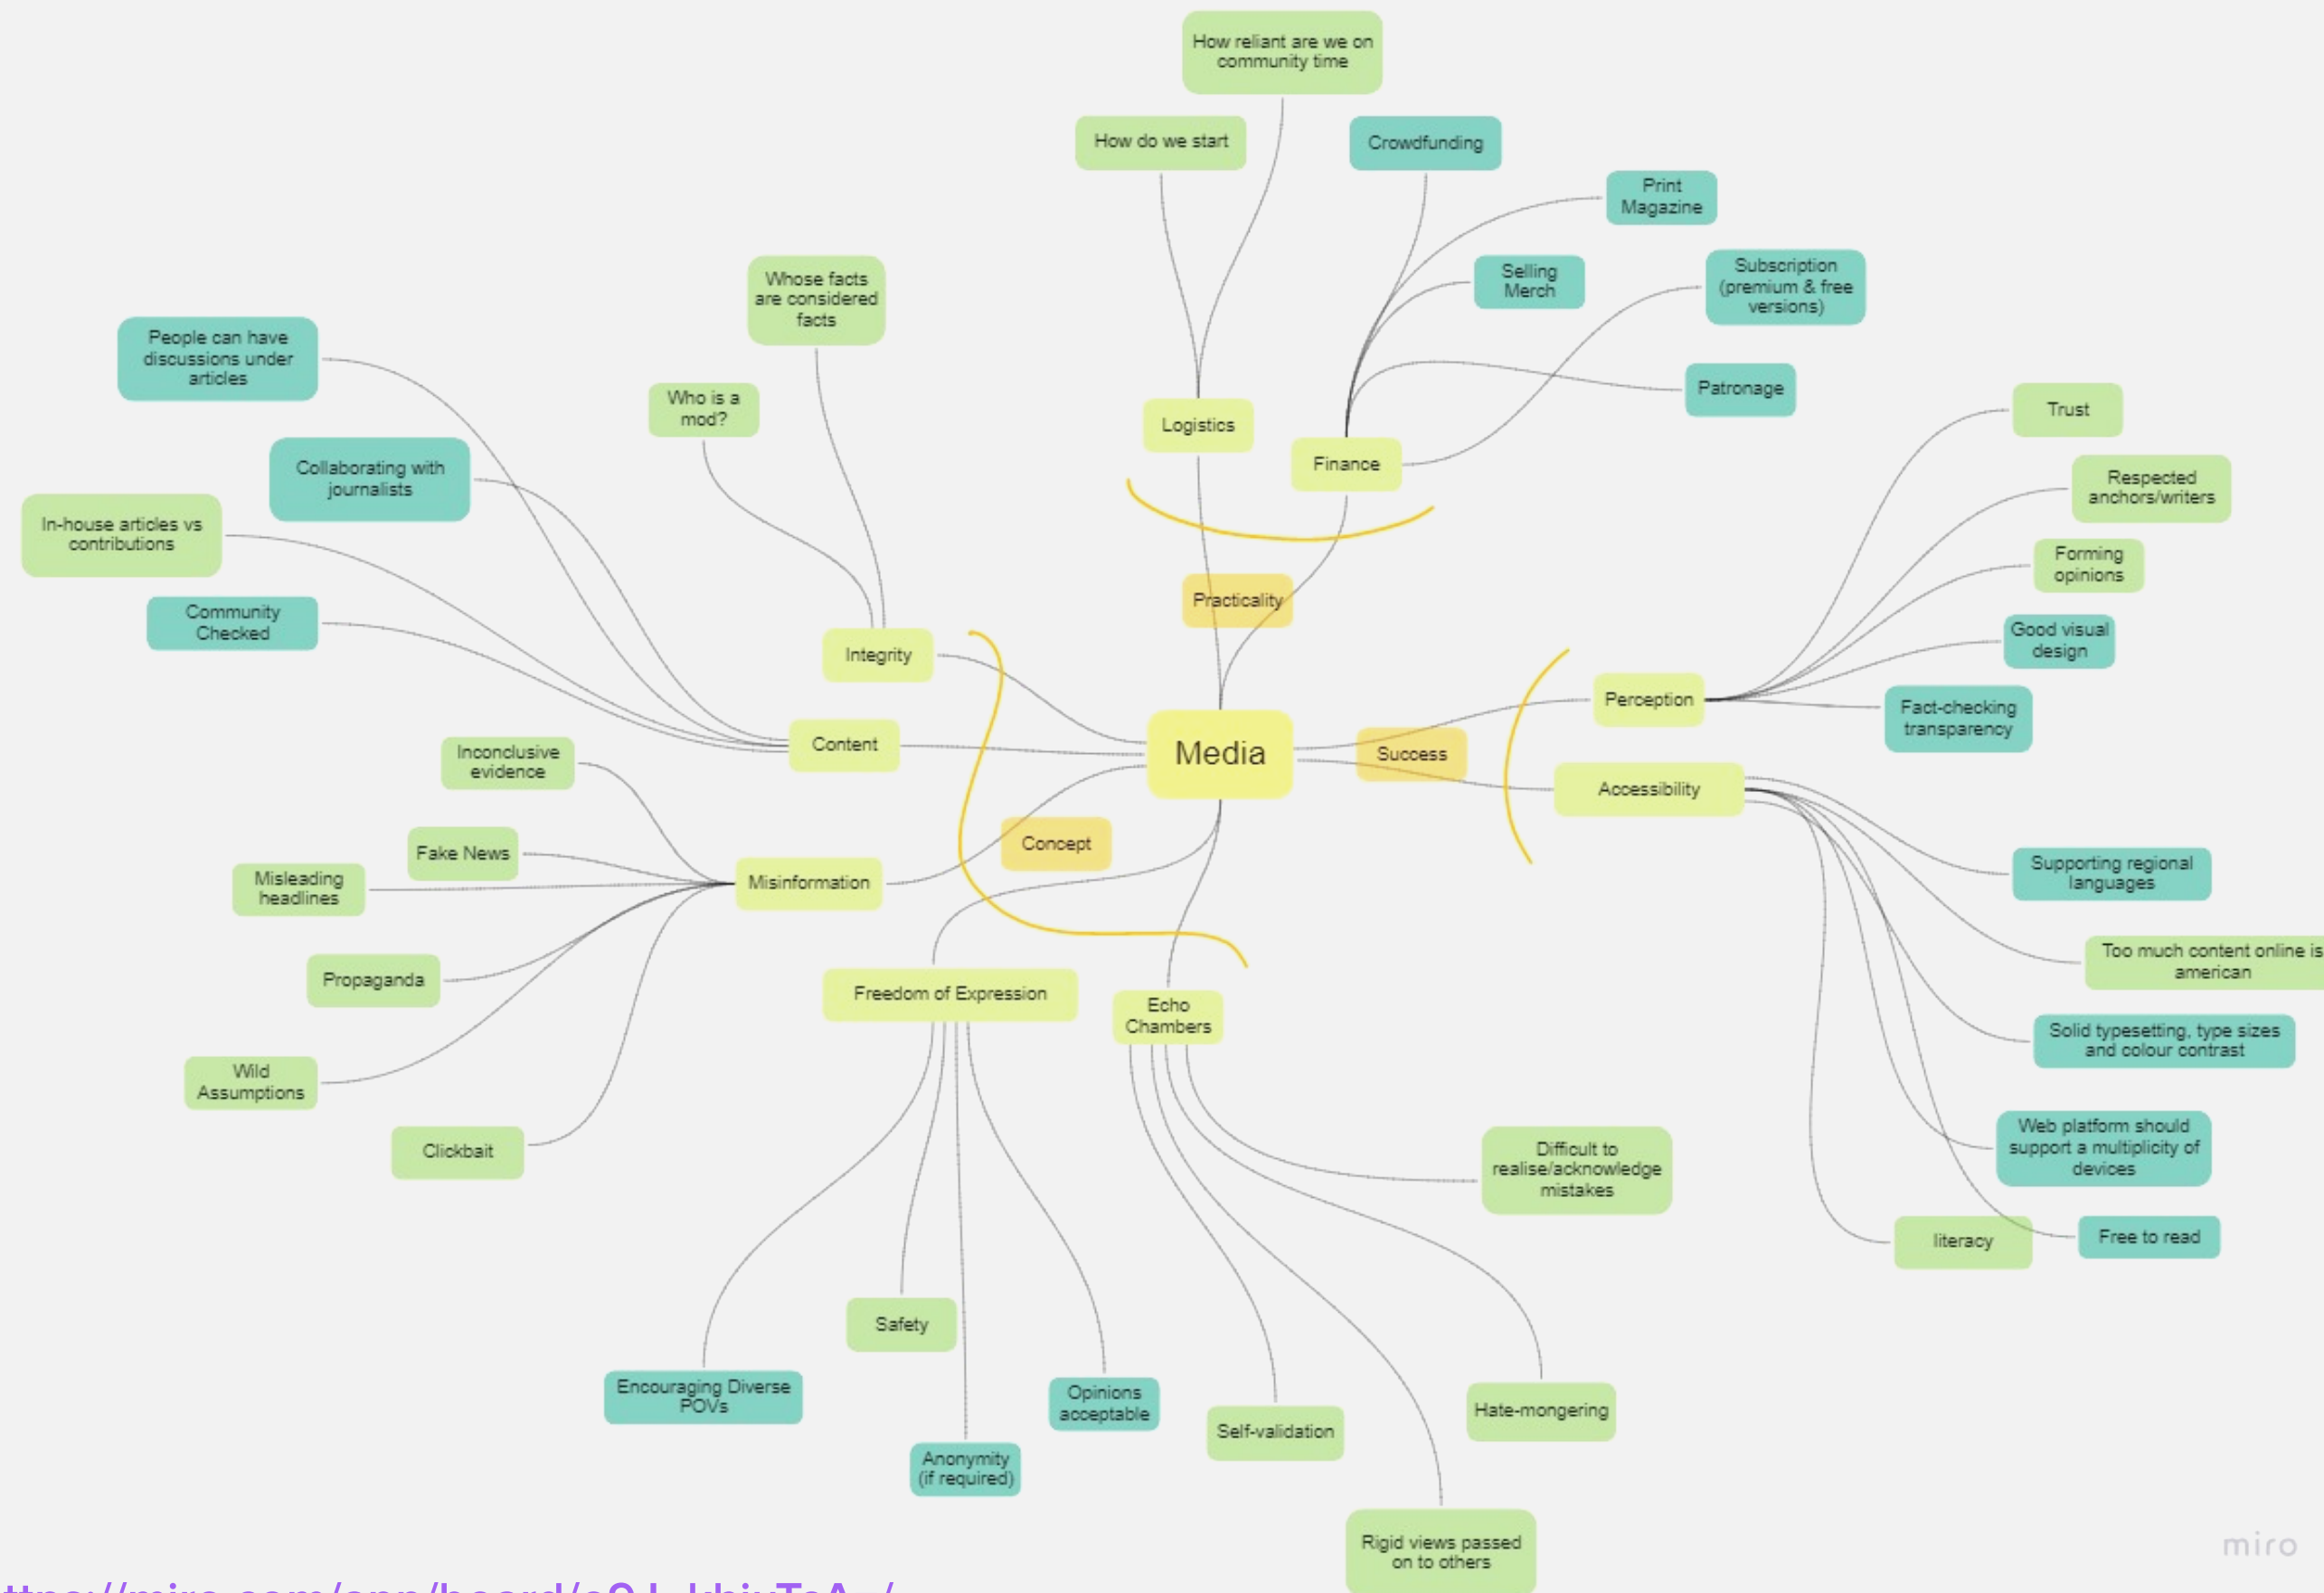 How reliant are we on
community time
How do we start
Crowdfunding
Print
Magazine
Selling
Merch
Subscription
(premium & free
versions)
Patronage
Logistics
Finance
Practicality
Whose facts
are considered
facts
Who is a
mod?
Integrity
People can have
discussions under
articles
Collaborating with
journalists
In-house articles vs
contributions
Community
Checked
Content
Media
Success
Concept
Perception
Trust
Respected
anchors/writers
Forming
opinions
Good visual
design
Fact-checking
transparency
Accessibility
Supporting regional
languages
Too much content online is
american
Solid typesetting, type sizes
and colour contrast
Web platform should
support a multiplicity of
devices
literacy
Free to read
Inconclusive
evidence
Fake News
Misleading
headlines
Propaganda
Wild
Assumptions
Clickbait
Misinformation
Freedom of Expression
Encouraging Diverse
POVs
Safety
Anonymity
(if required)
Opinions
acceptable
Echo
Chambers
Difficult to
realise/acknowledge
mistakes
Hate-mongering
Self-validation
Rigid views passed
on to others
miro